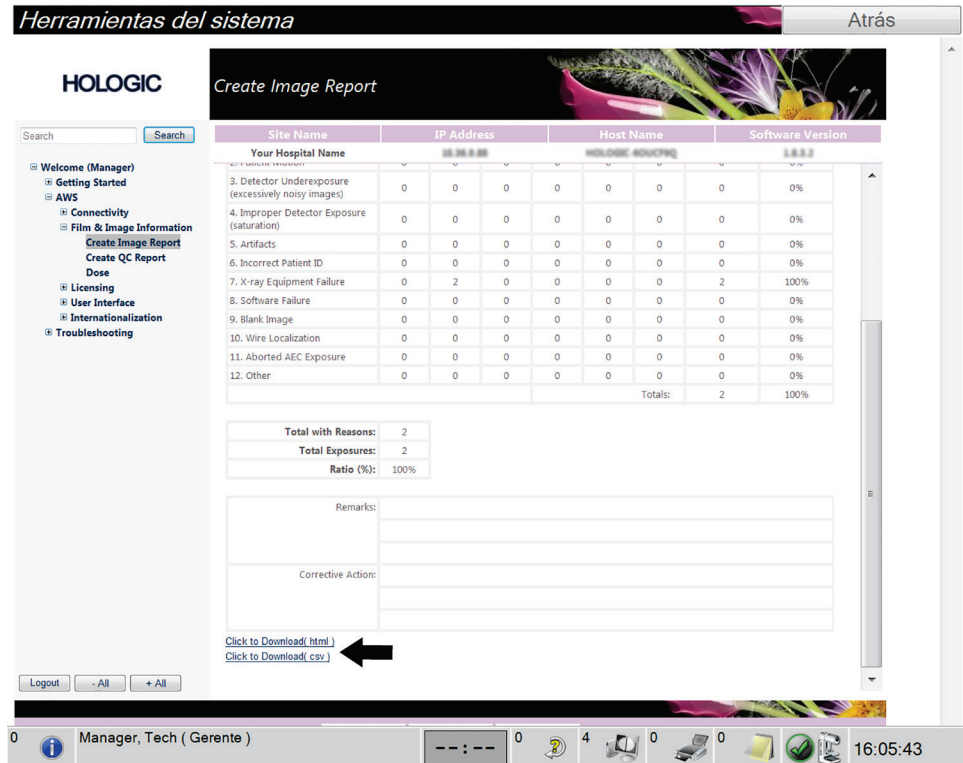 Herramientas del sistema
Atrás
HOLOGIC
Create Image Report
Search Search
Site Name IP Address Host Name Software Version
Your Hospital Name
Welcome (Manager)
Getting Started
AWS
Connectivity
Film & Image Information
Create Image Report
Create QC Report
Dose
Licensing
User Interface
Internationalization
Troubleshooting
3. Detector Underexposure
(excessively noisy images) 0 0 0 0 0 0 0 0%
4. Improper Detector Exposure
(saturation) 0 0 0 0 0 0 0 0%
5. Artifacts 0 0 0 0 0 0 0 0%
6. Incorrect Patient ID 0 0 0 0 0 0 0 0%
7. X-ray Equipment Failure 0 2 0 0 0 0 2 100%
8. Software Failure 0 0 0 0 0 0 0 0%
9. Blank Image 0 0 0 0 0 0 0 0%
10. Wire Localization 0 0 0 0 0 0 0 0%
11. Aborted AEC Exposure 0 0 0 0 0 0 0 0%
12. Other 0 0 0 0 0 0 0 0%
Totals: 2 100%
Total with Reasons: 2
Total Exposures: 2
Ratio (%): 100%
Remarks:
Corrective Action:
Click to Download( html )
Click to Download( csv )
Logout - All + All
0 Manager, Tech ( Gerente ) --:-- 0 4 0 0 16:05:43